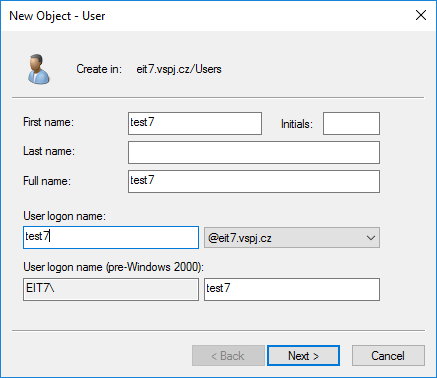 New Object - User
Create in: eit7.vspj.cz/Users
First name: test7 Initials:
Last name:
Full name: test7
User logon name:
test7 @eit7.vspj.cz
User logon name (pre-Windows 2000):
EIT7\ test7
< Back Next > Cancel